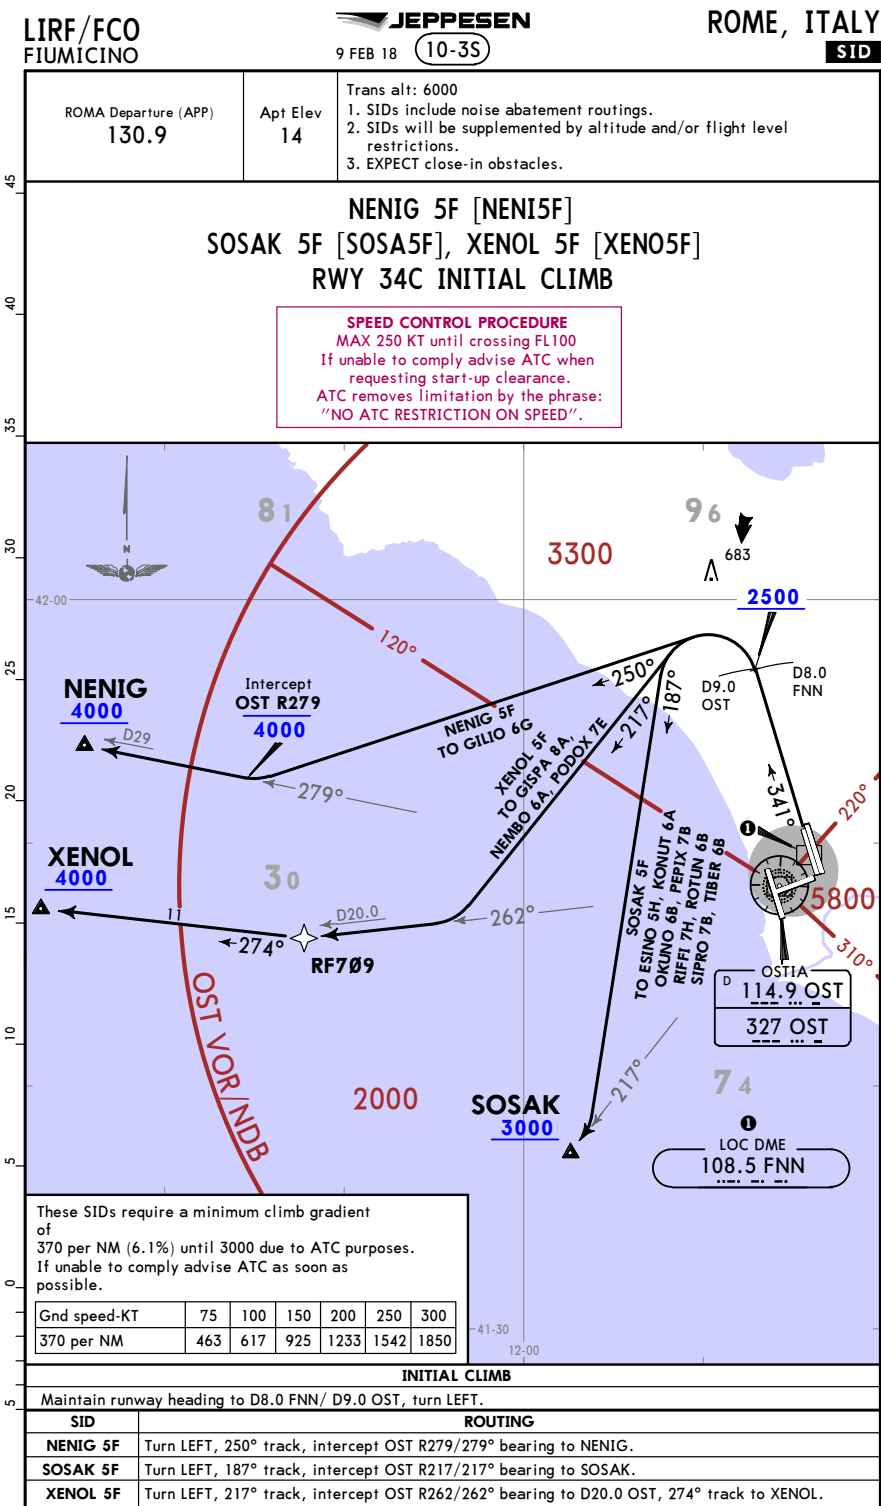 LIRF/FCO
FIUMICINO
JEPPESEN
9 FEB 18
10-3S
ROME, ITALY
SID
ROMA Departure (APP)
130.9
Apt Elev
14
Trans alt: 6000
1. SIDs include noise abatement routings.
2. SIDs will be supplemented by altitude and/or flight level
restrictions.
3. EXPECT close-in obstacles.
NENIG 5F [NENI5F]
SOSAK 5F [SOSA5F], XENOL 5F [XENO5F]
RWY 34C INITIAL CLIMB
SPEED CONTROL PROCEDURE
MAX 250 KT until crossing FL100
If unable to comply advise ATC when
requesting start-up clearance.
ATC removes limitation by the phrase:
"NO ATC RESTRICTION ON SPEED".
45
40
35
30
25
20
15
10
5
0
5
81
96
683
3300
N
42-00
2500
120°
250°
187°
217°
D9.0
OST
D8.0
FNN
NENIG
4000
D29
Intercept
OST R279
4000
NENIG 5F
TO GILIO 6G
279°
XENOL 5F
TO GISPA 8A,
NEMBO 6A, PODOX 7E
341°
220°
1
XENOL
4000
30
11
274°
D20.0
RF7Ø9
262°
SOSAK 5F
TO ESINO 5H, KONUT 6A
OKUNO 6B, PEPIX 7B
RIFFI 7H, ROTUN 6B
SIPRO 7B, TIBER 6B
5800
310°
OSTIA
D 114.9 OST
327 OST
OST VOR/NDB
2000
217°
74
SOSAK
3000
1
LOC DME
108.5 FNN
These SIDs require a minimum climb gradient
of
370 per NM (6.1%) until 3000 due to ATC purposes.
If unable to comply advise ATC as soon as
possible.
Gnd speed-KT 75 100 150 200 250 300
370 per NM 463 617 925 1233 1542 1850
41-30
12-00
INITIAL CLIMB
Maintain runway heading to D8.0 FNN/ D9.0 OST, turn LEFT.
SID ROUTING
NENIG 5F Turn LEFT, 250° track, intercept OST R279/279° bearing to NENIG.
SOSAK 5F Turn LEFT, 187° track, intercept OST R217/217° bearing to SOSAK.
XENOL 5F Turn LEFT, 217° track, intercept OST R262/262° bearing to D20.0 OST, 274° track to XENOL.